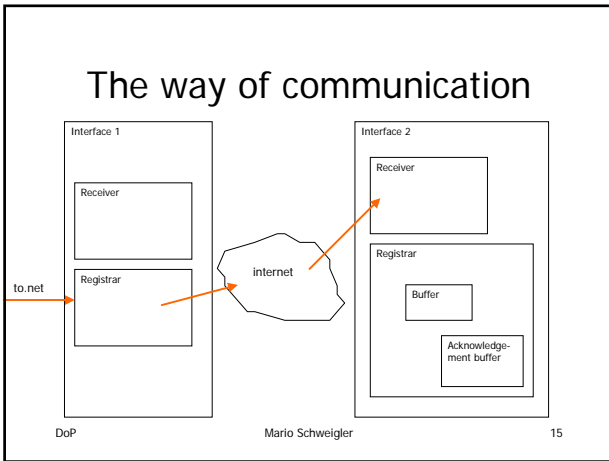 The way of communication
Interface 1
Receiver
Registrar
to.net
internet
Interface 2
Receiver
Registrar
Buffer
Acknowledge-
ment buffer
DoP
Mario Schweigler
15